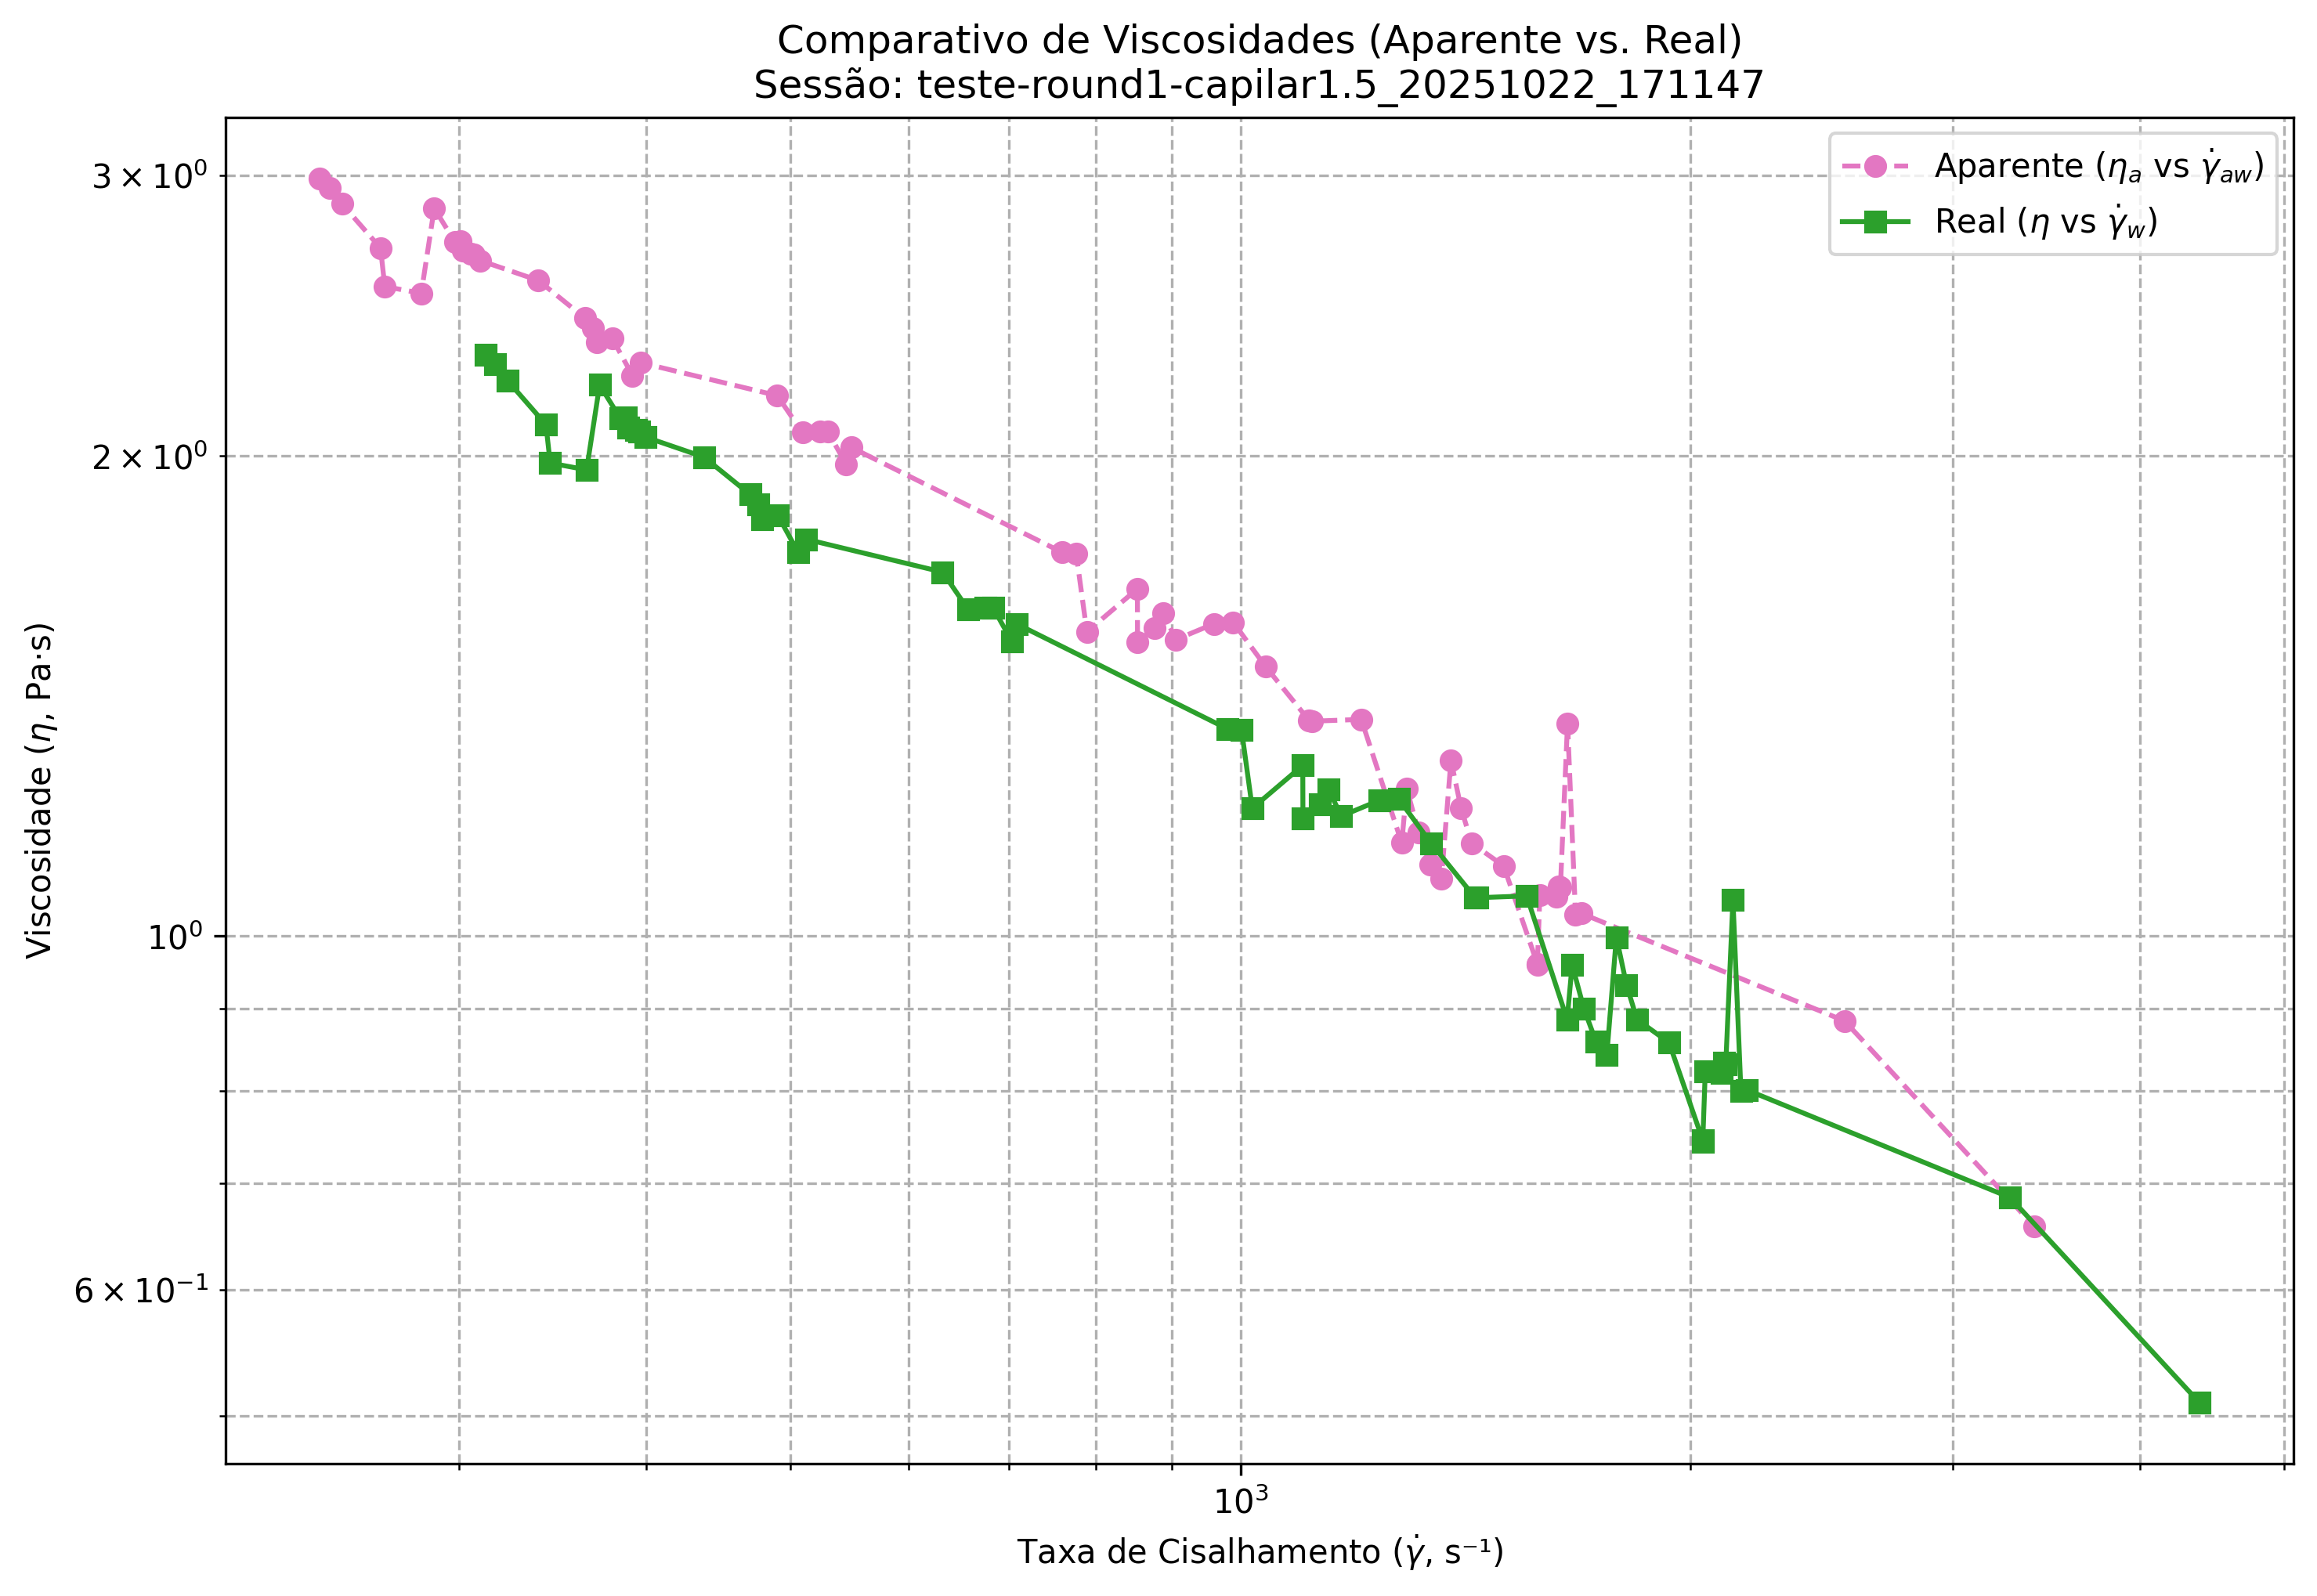 Comparativo de Viscosidades (Aparente vs. Real)
Sessão: teste-round1-capilar1.5_20251022_171147
Aparente (ηₐ vs γ̇ₐw)
Real (η vs γ̇w)
3 × 10⁰
2 × 10⁰
10⁰
6 × 10⁻¹
Viscosidade (η, Pa·s)
10³
Taxa de Cisalhamento (γ̇, s⁻¹)